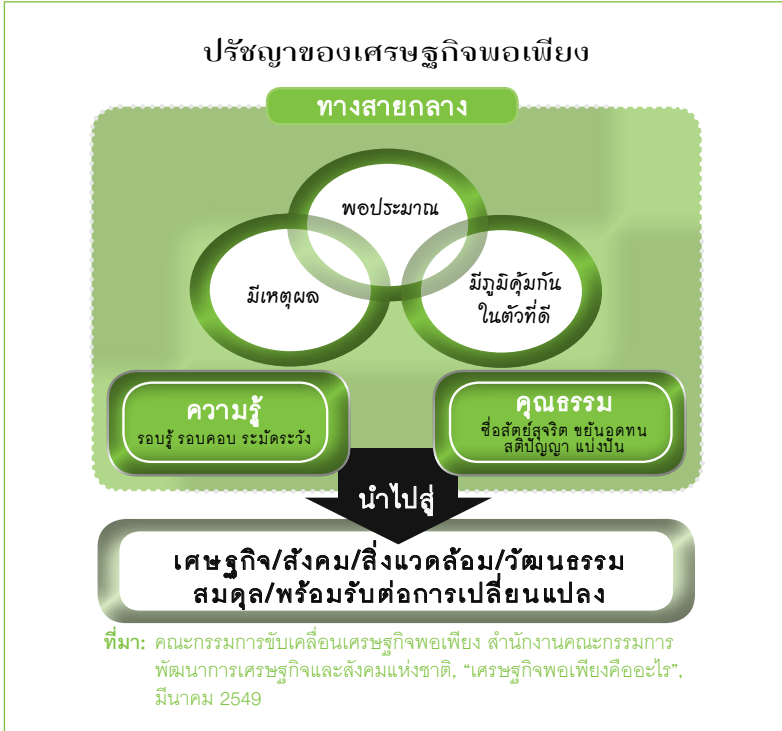 ปรัชญาของเศรษฐกิจพอเพียง
ทางสายกลาง
พอประมาณ
มีเหตุผล
มีภูมิคุ้มกัน
ในตัวที่ดี
ความรู้
รอบรู้ รอบคอบ ระมัดระวัง
คุณธรรม
ซื่อสัตย์สุจริต ขยันอดทน
สติปัญญา แบ่งปัน
นำไปสู่
เศษฐกิจ/สังคม/สิ่งแวดล้อม/วัฒนธรรม
สมดุล/พร้อมรับต่อการเปลี่ยนแปลง
ที่มา: คณะกรรมการขับเคลื่อนเศรษฐกิจพอเพียง สำนักงานคณะกรรมการ
พัฒนาการเศรษฐกิจและสังคมแห่งชาติ, “เศรษฐกิจพอเพียงคืออะไร”,
มีนาคม 2549